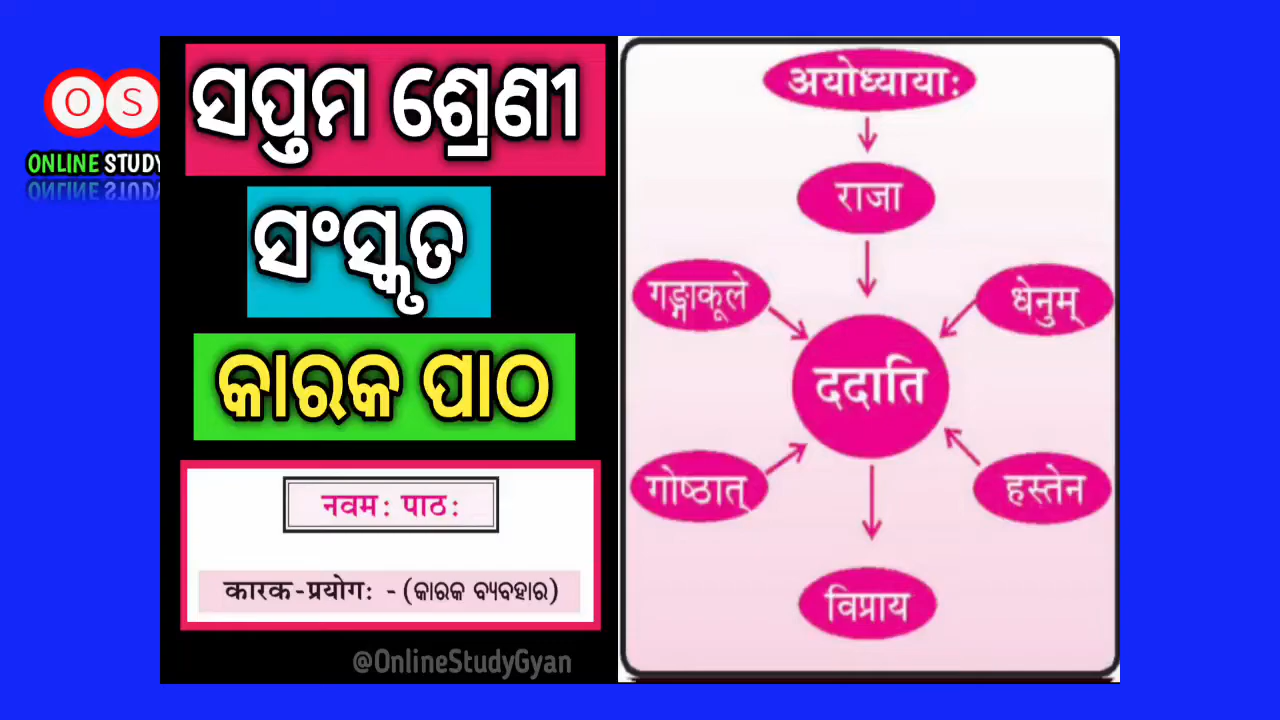 OS
ONLINE STUDY
ସପ୍ତମ ଶ୍ରେଣୀ
ସଂସ୍କୃତ
କାରକ ପାଠ
नवम: पाठ:
कारक-प्रयोग: - (କାରକ ବ୍ୟବହାର)
@OnlineStudyGyan
अयोध्याया:
राजा
गङ्गाकूले
धेनुम्
ददाति
गोष्ठात्
हस्तेन
विप्राय